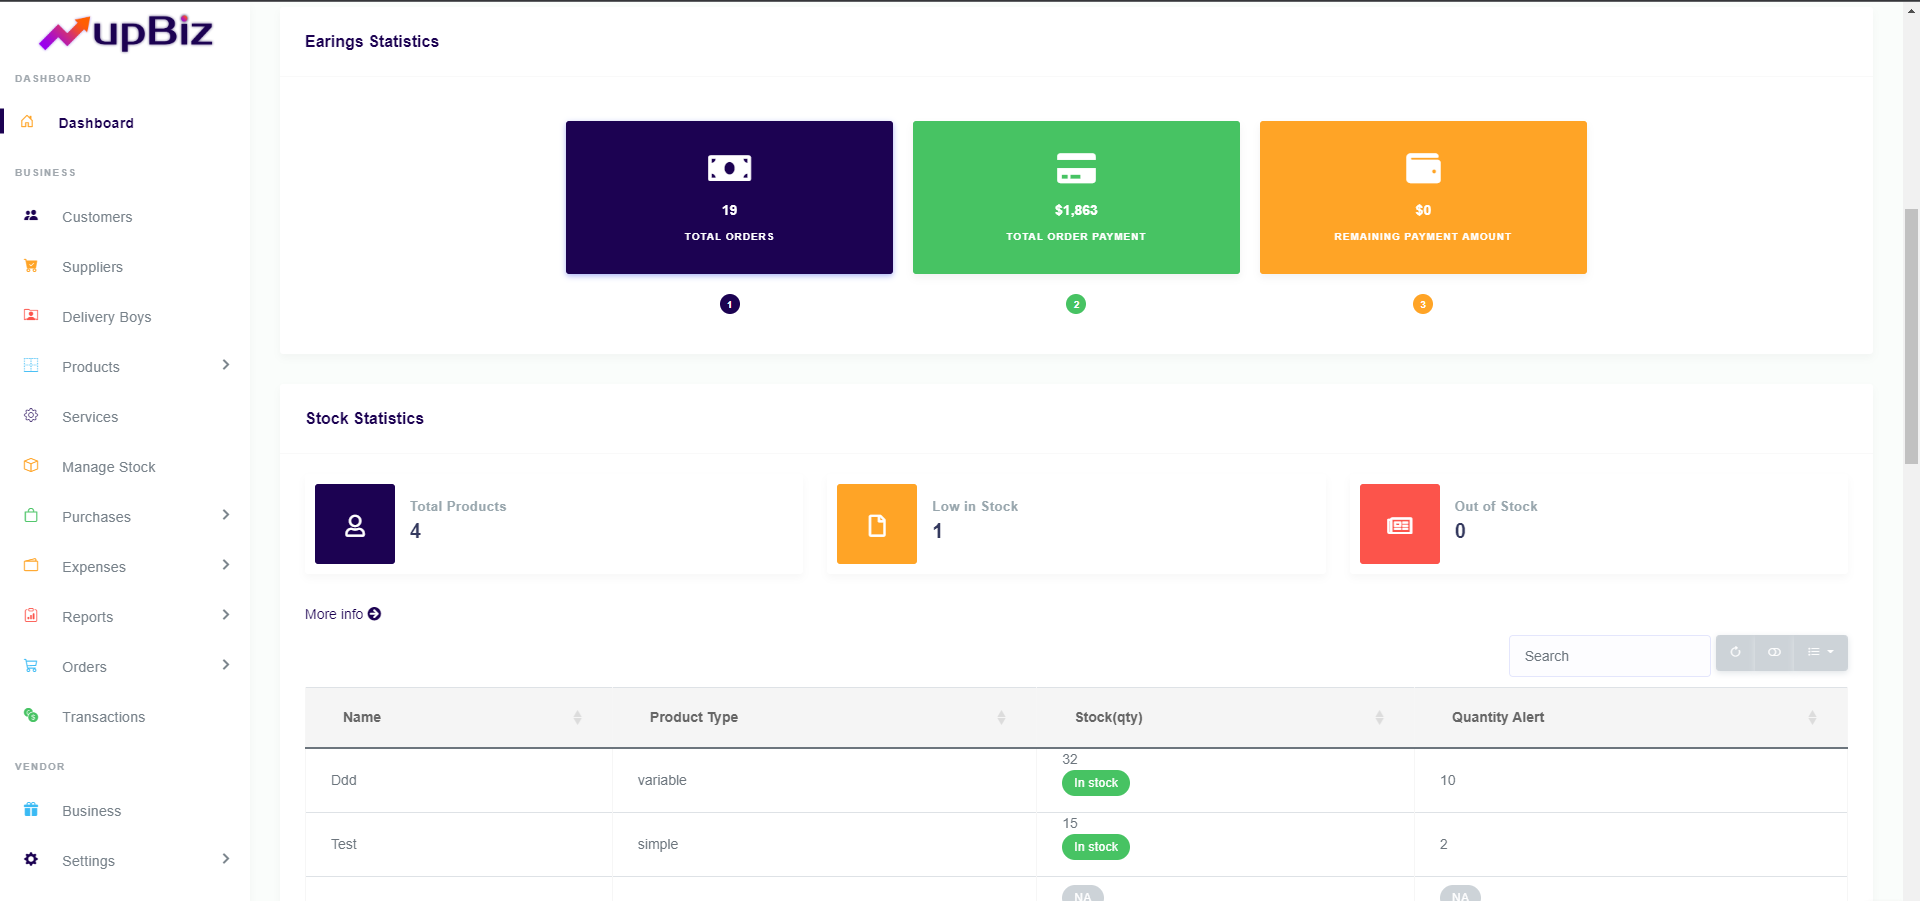 upBiz
DASHBOARD
Dashboard
BUSINESS
Customers
Suppliers
Delivery Boys
Products
Services
Manage Stock
Purchases
Expenses
Reports
Orders
Transactions
VENDOR
Business
Settings
Earings Statistics
19
TOTAL ORDERS
$1,863
TOTAL ORDER PAYMENT
$0
REMAINING PAYMENT AMOUNT
1
2
3
Stock Statistics
Total Products
4
Low in Stock
1
Out of Stock
0
More info
Search
Name Product Type Stock(qty) Quantity Alert
32
Ddd variable In stock 10
15
Test simple In stock 2
NA NA